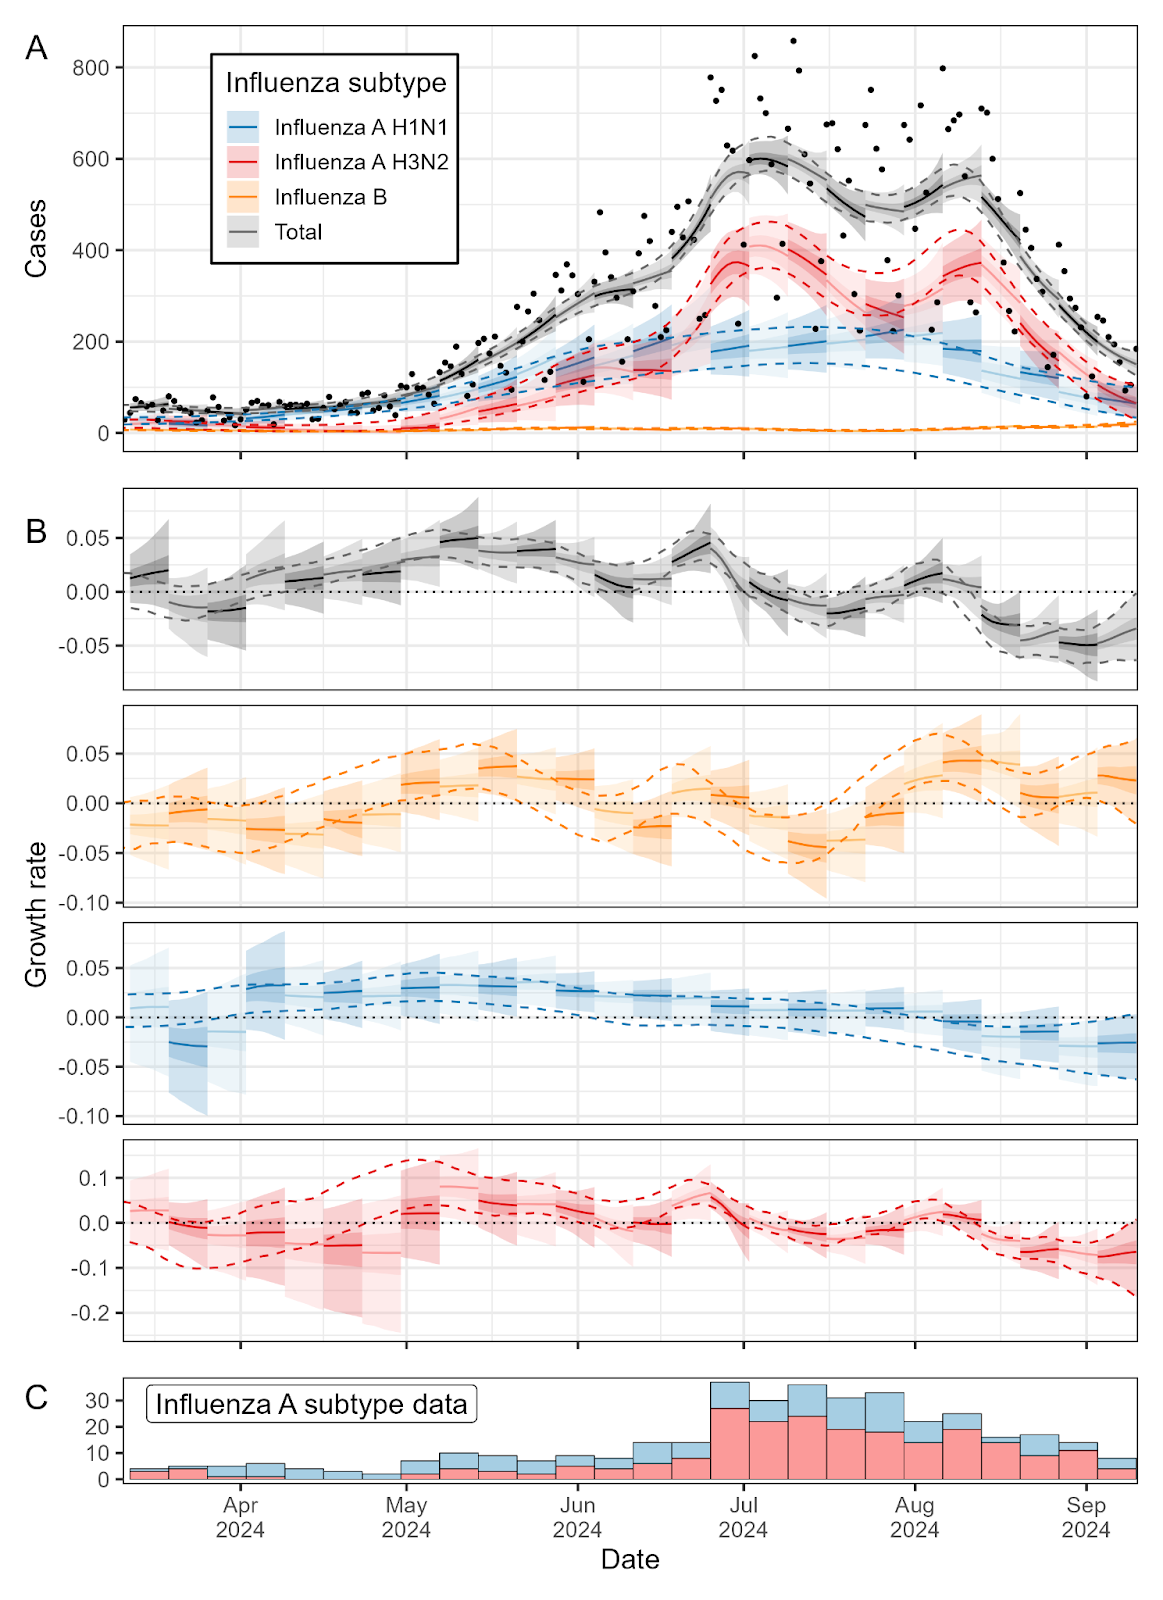 A
Influenza subtype
Influenza A H1N1
Influenza A H3N2
Influenza B
Total
Cases
800
600
400
200
0
B
Growth rate
0.05
0.00
-0.05
0.05
0.00
-0.05
-0.10
0.05
0.00
-0.05
-0.10
0.1
0.0
-0.1
-0.2
C
Influenza A subtype data
30
20
10
0
Apr May Jun Jul Aug Sep
2024 2024 2024 2024 2024 2024
Date